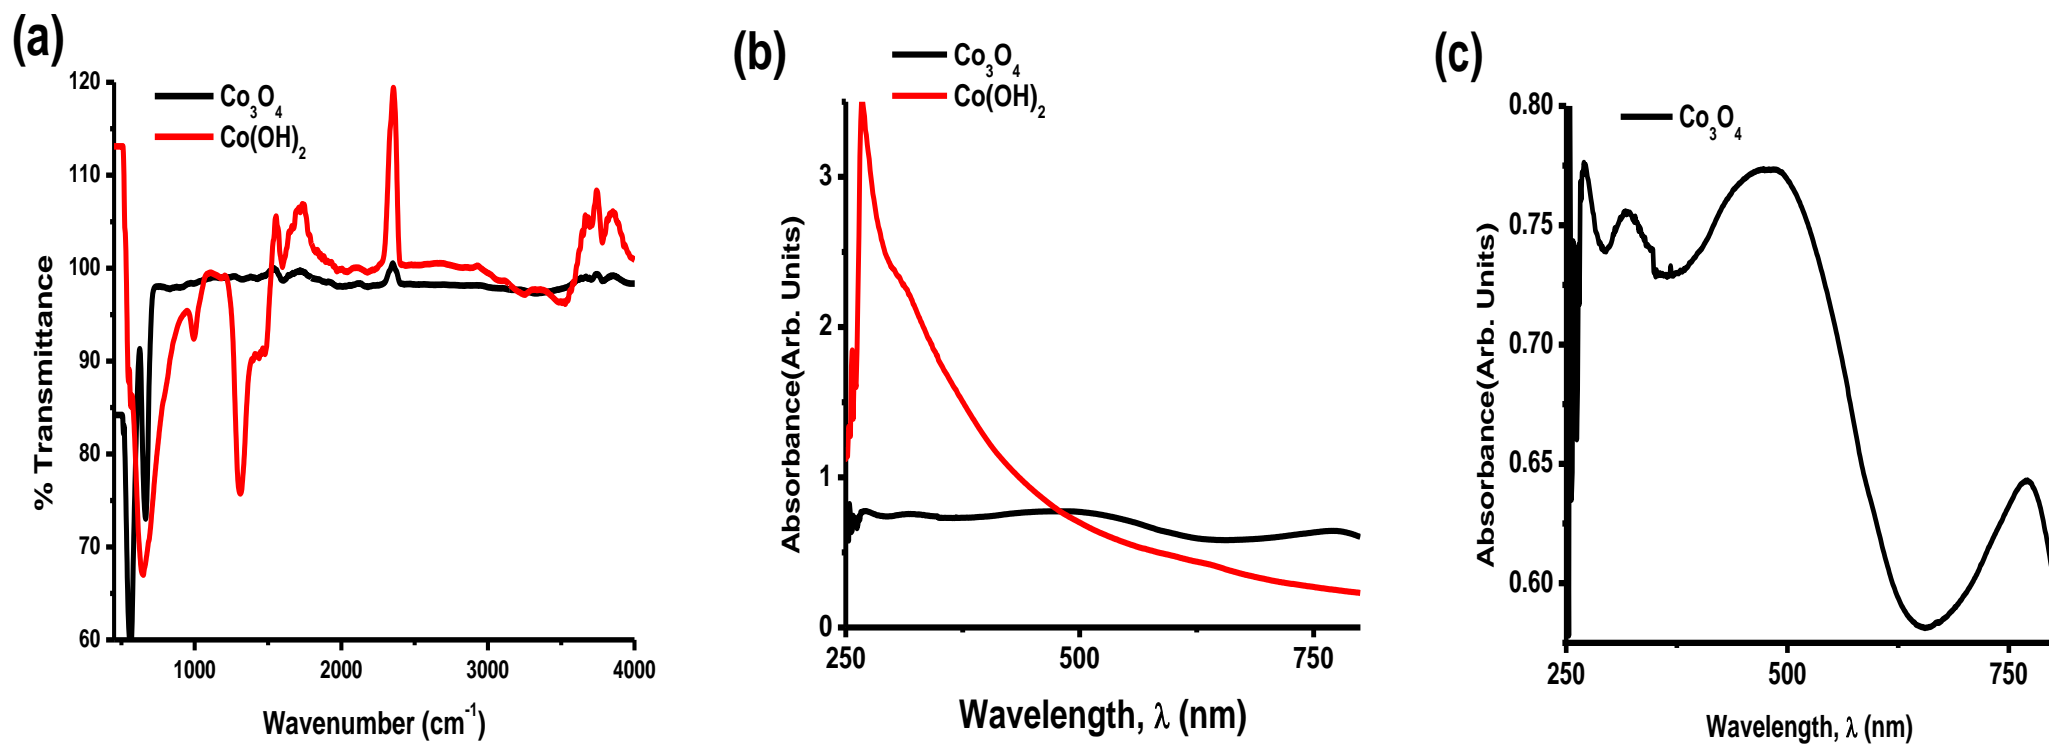 (a)
120
110
100
90
80
70
60
1000
2000
3000
4000
% Transmittance
Wavenumber (cm-1)
Co3O4
Co(OH)2
(b)
Co3O4
Co(OH)2
3
2
1
0
250
500
750
Absorbance(Arb. Units)
Wavelength, λ (nm)
(c)
Co3O4
0.80
0.75
0.70
0.65
0.60
250
500
750
Absorbance(Arb. Units)
Wavelength, λ (nm)